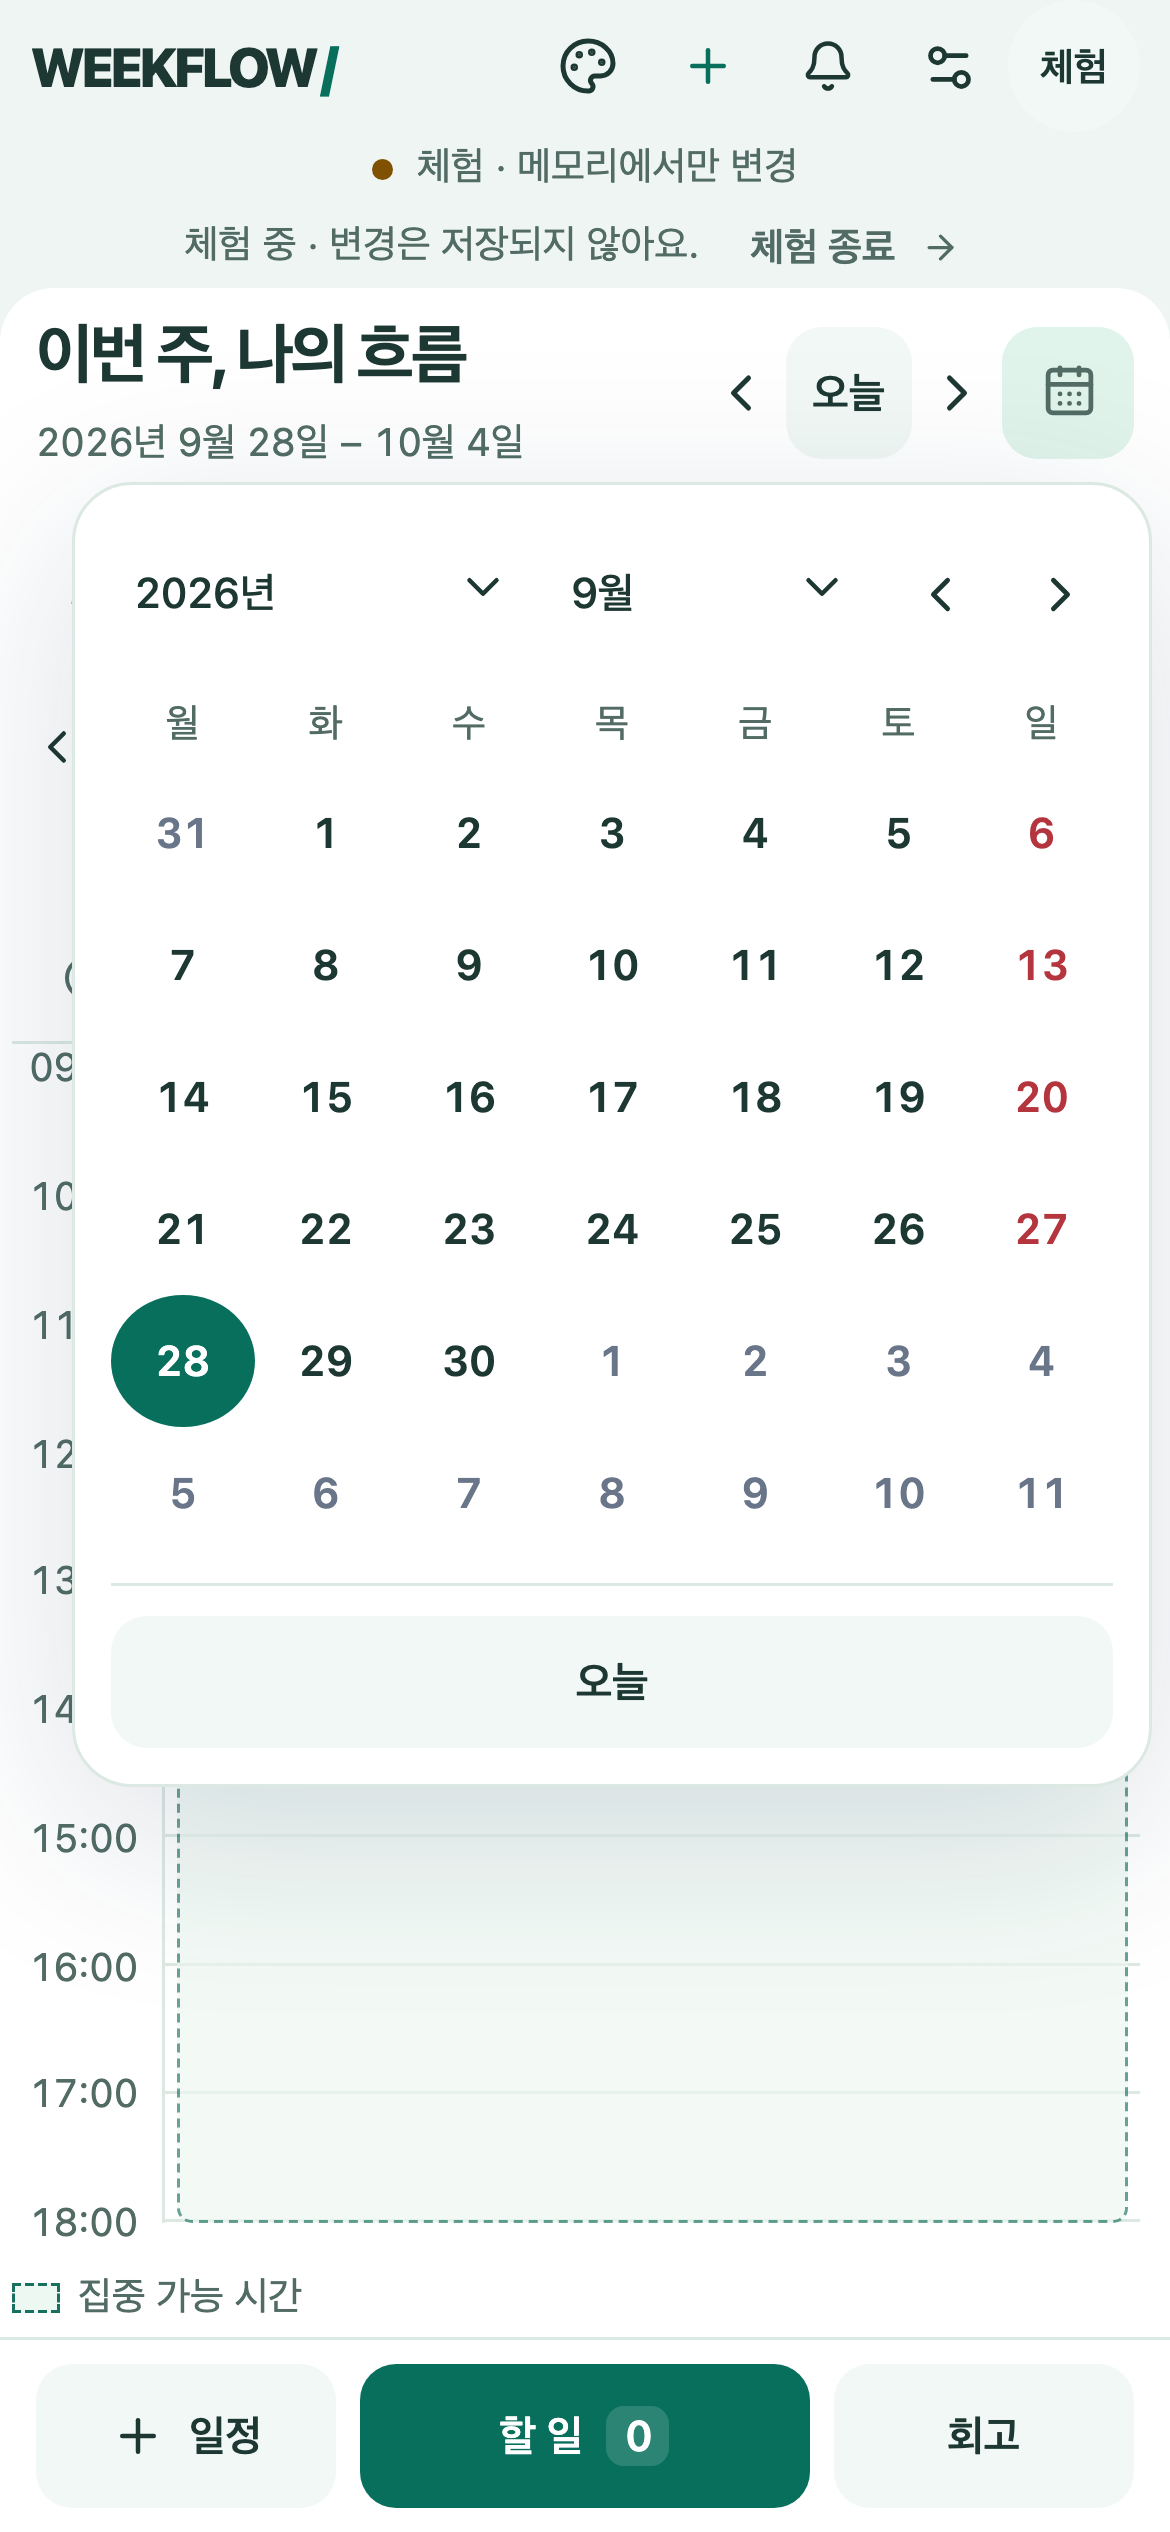 WEEKFLOW/ 체험
체험 · 메모리에서만 변경
체험 중 · 변경은 저장되지 않아요. 체험 종료 →
이번 주, 나의 흐름
오늘
2026년 9월 28일 – 10월 4일
2026년 9월
월 화 수 목 금 토 일
31 1 2 3 4 5 6
7 8 9 10 11 12 13
09
14 15 16 17 18 19 20
10
21 22 23 24 25 26 27
11
28 29 30 1 2 3 4
12
5 6 7 8 9 10 11
13
오늘
14
15:00
16:00
17:00
18:00
집중 가능 시간
+ 일정 할 일 0 회고